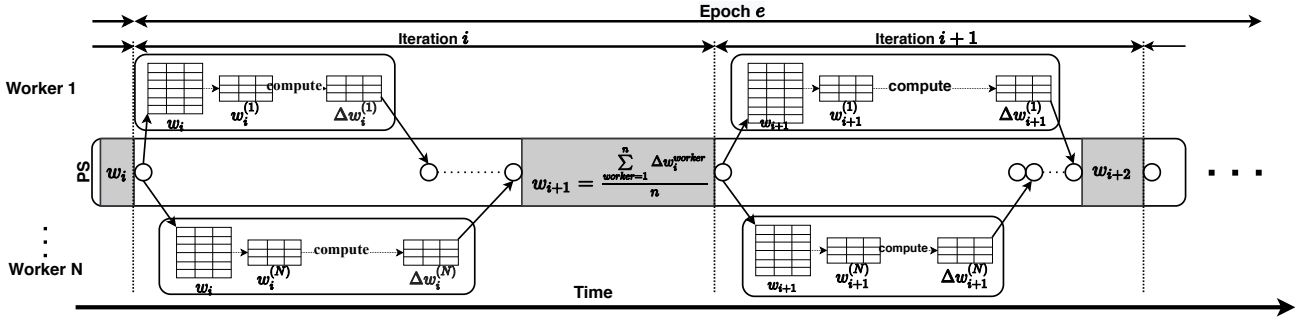 Epoch e
Iteration i
Iteration i + 1
Worker 1
compute
compute
w_i
w_i^{(1)}
Δw_i^{(1)}
w_{i+1}
w_{i+1}^{(1)}
Δw_{i+1}^{(1)}
PS
w_i
w_{i+1} = \frac{\sum_{worker=1}^{n} Δw_i^{worker}}{n}
w_{i+2}
Worker N
compute
compute
w_i
w_i^{(N)}
Δw_i^{(N)}
w_{i+1}
w_{i+1}^{(N)}
Δw_{i+1}^{(N)}
Time